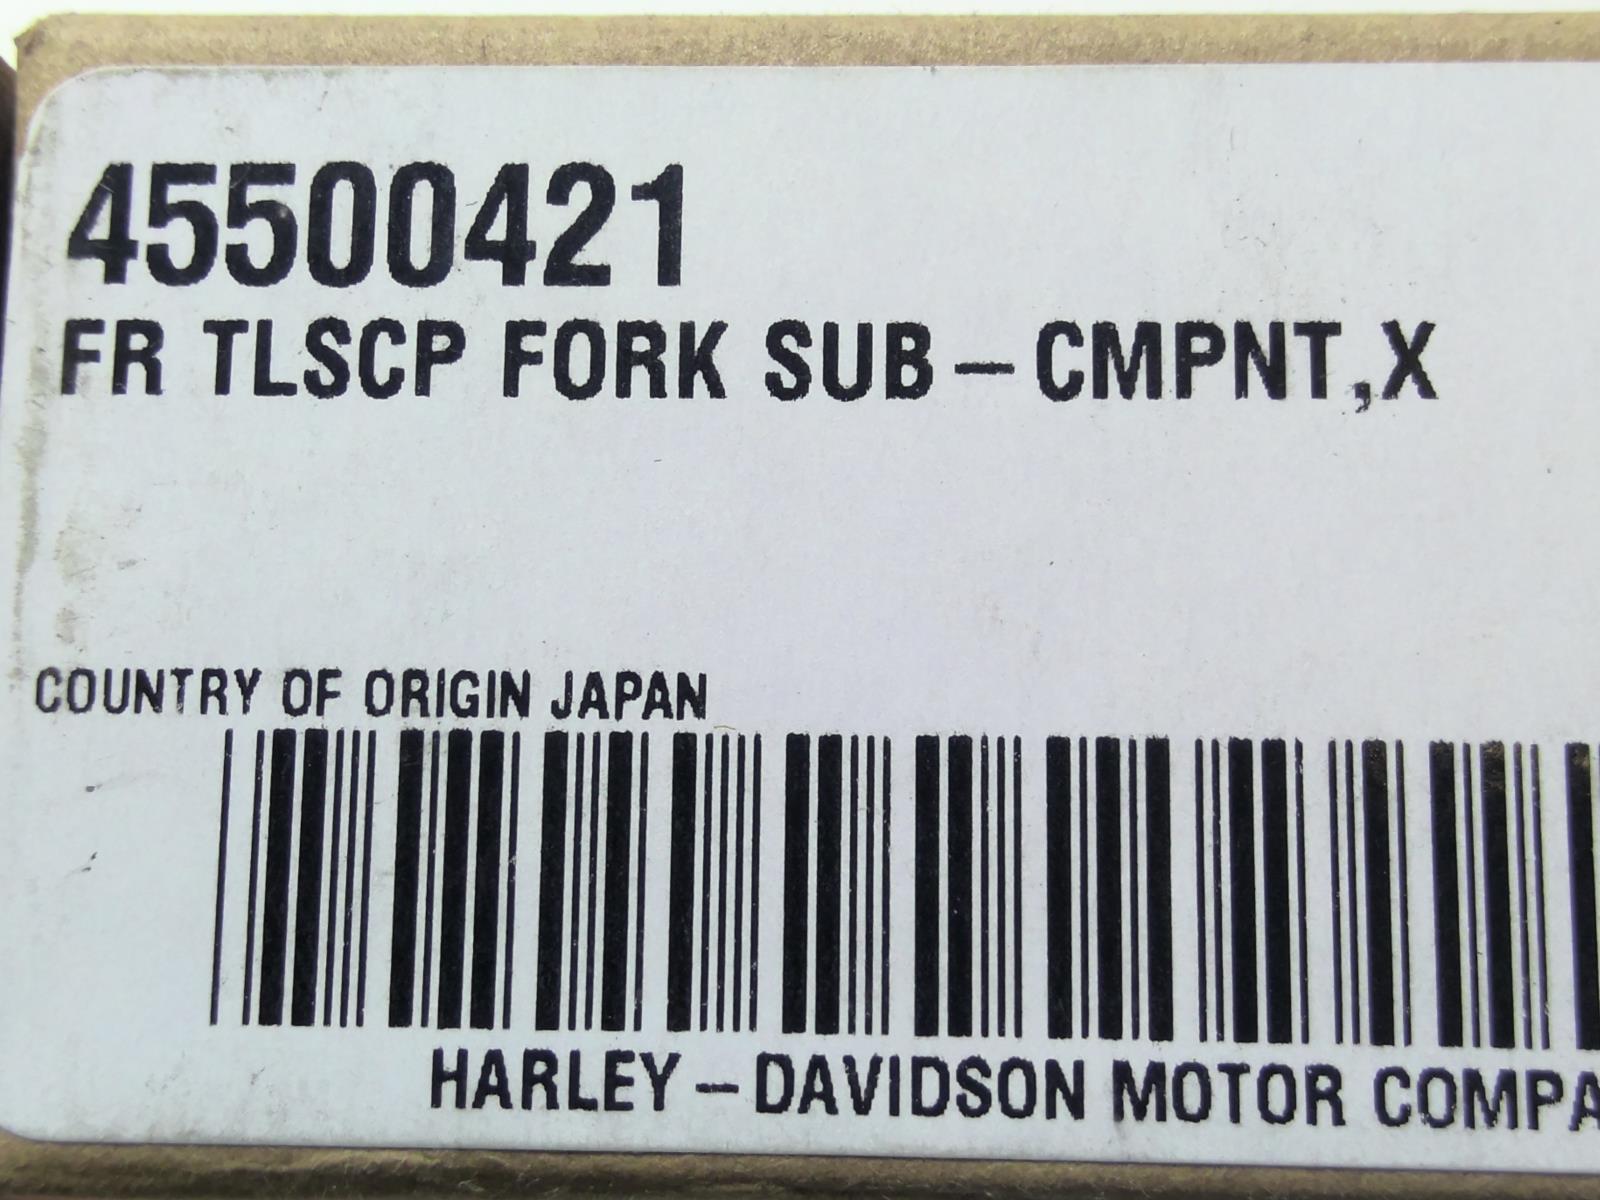 45500421
FR TLSCP FORK SUB-CMPNT,X
COUNTRY OF ORIGIN JAPAN
HARLEY-DAVIDSON MOTOR COMPA